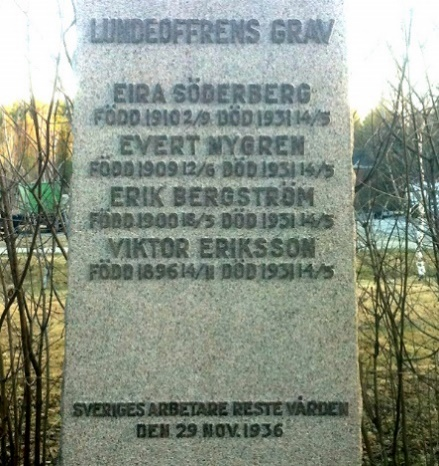 LUNDEOFFRENS GRAV
EIRA SÖDERBERG
FÖDD 1910 2/9 DÖD 1931 14/5
EVERT NYGREN
FÖDD 1909 12/6 DÖD 1931 14/5
ERIK BERGSTRÖM
FÖDD 1900 18/5 DÖD 1931 14/5
VIKTOR ERIKSSON
FÖDD 1896 14/11 DÖD 1931 14/5
SVERIGES ARBETARE RESTE VÅRDEN
DEN 29 NOV. 1936